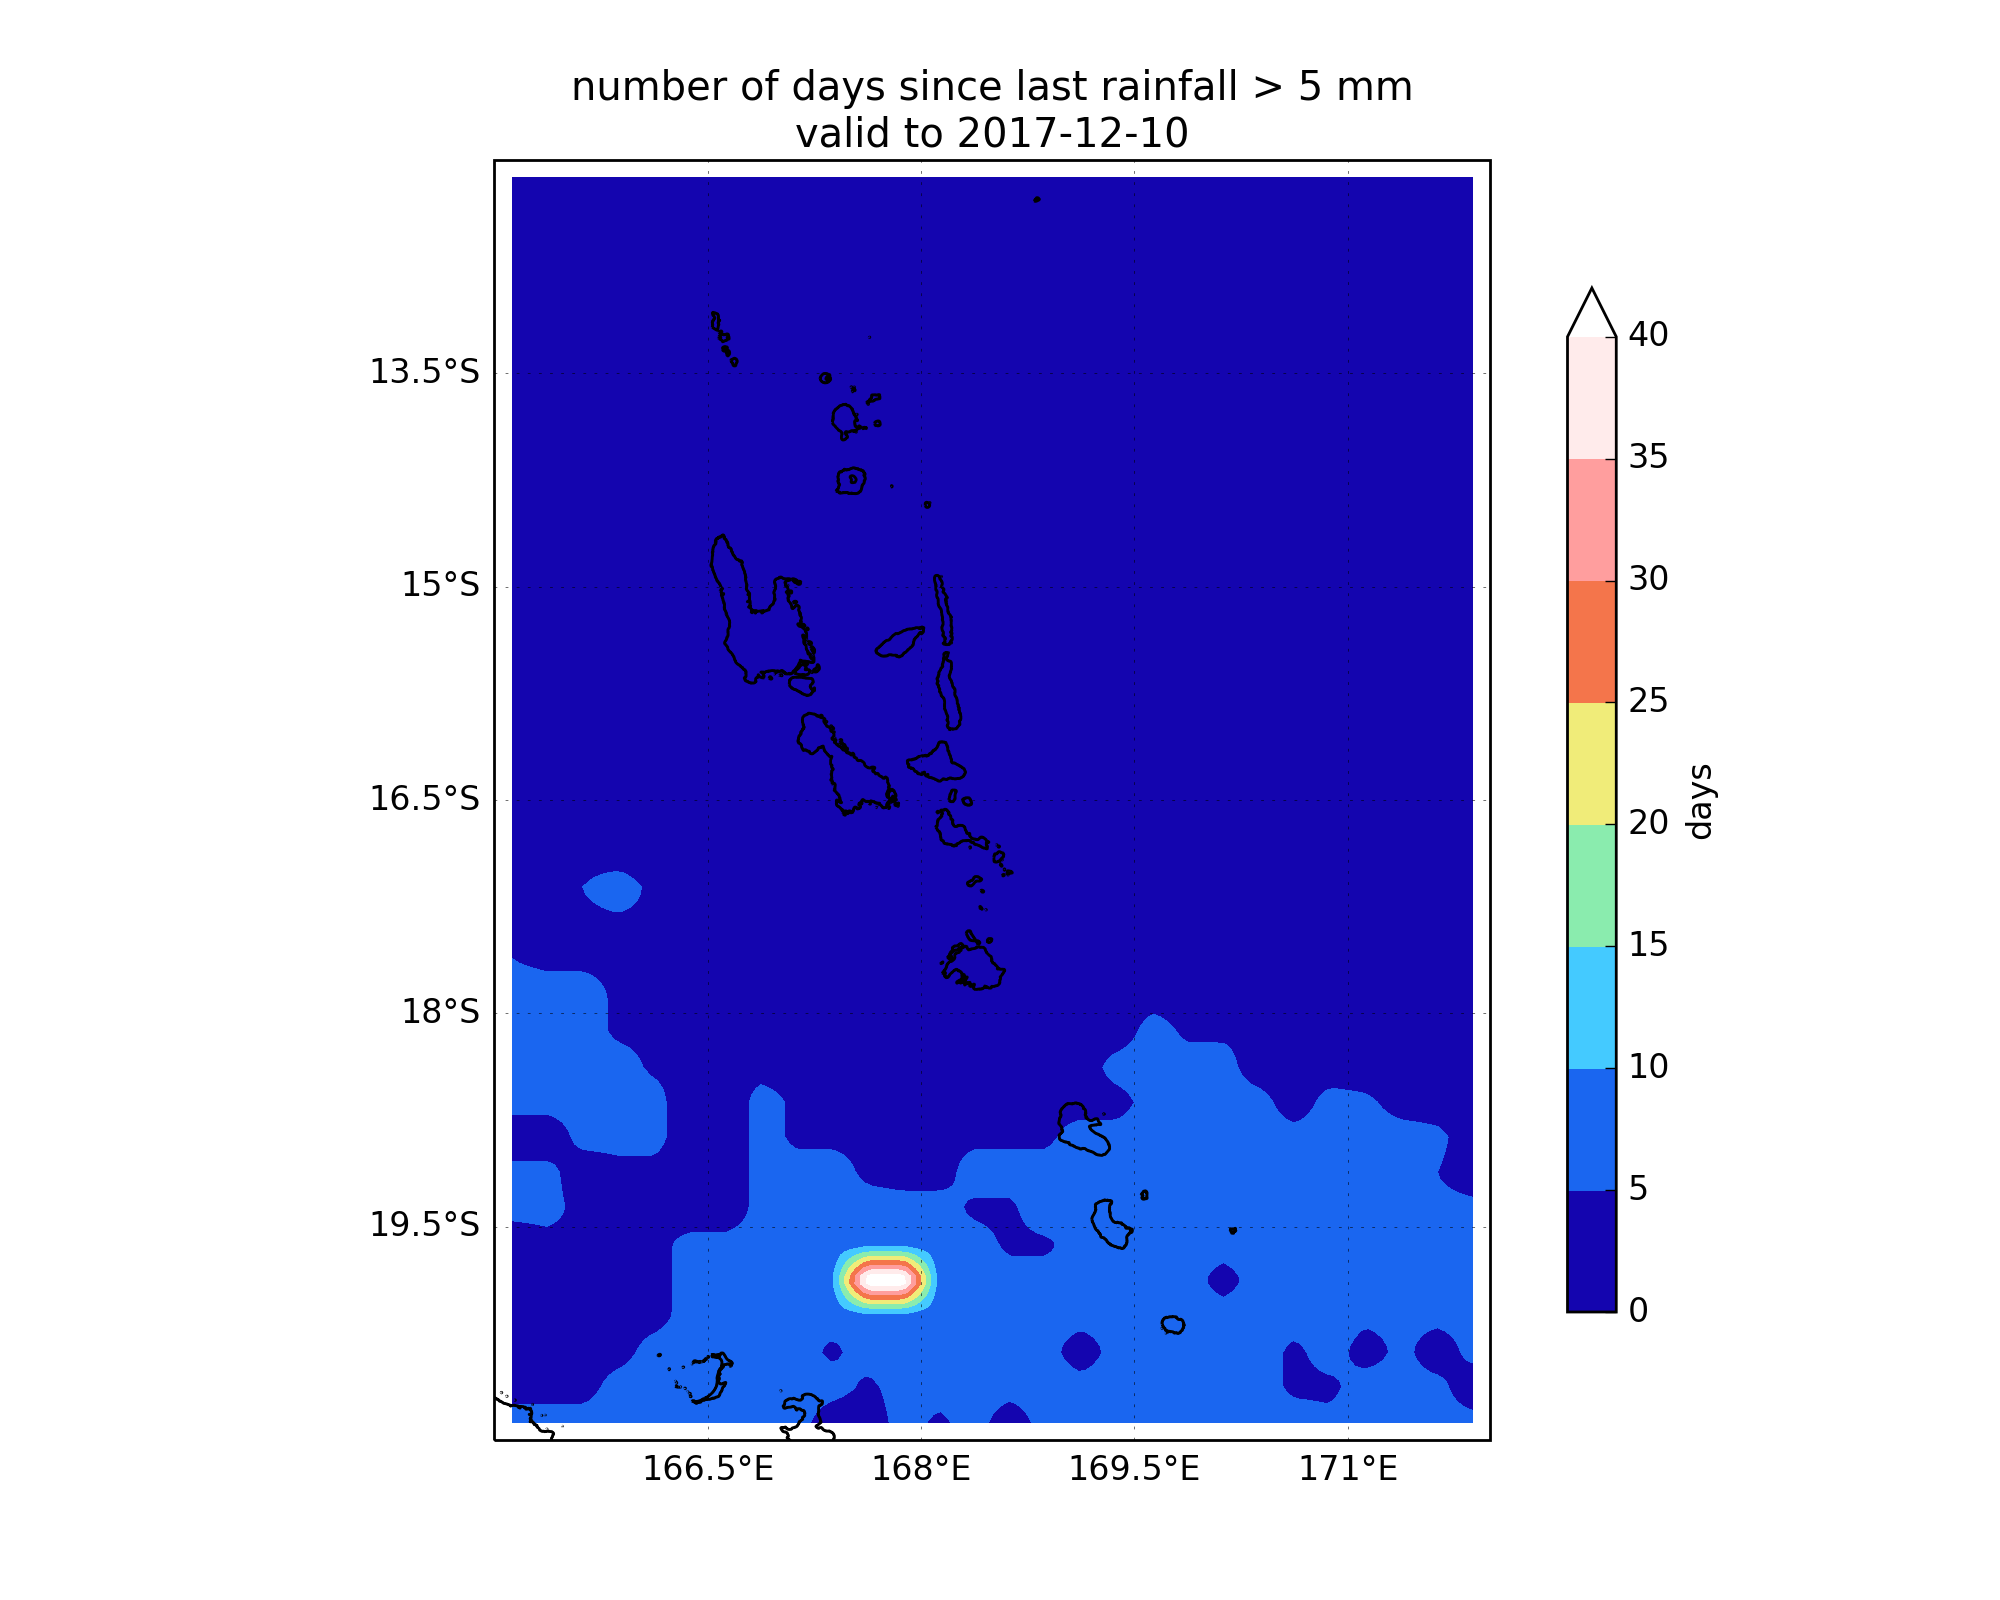 number of days since last rainfall > 5 mm
valid to 2017-12-10
13.5°S
15°S
16.5°S
18°S
19.5°S
166.5°E
168°E
169.5°E
171°E
40
35
30
25
20
15
10
5
0
days